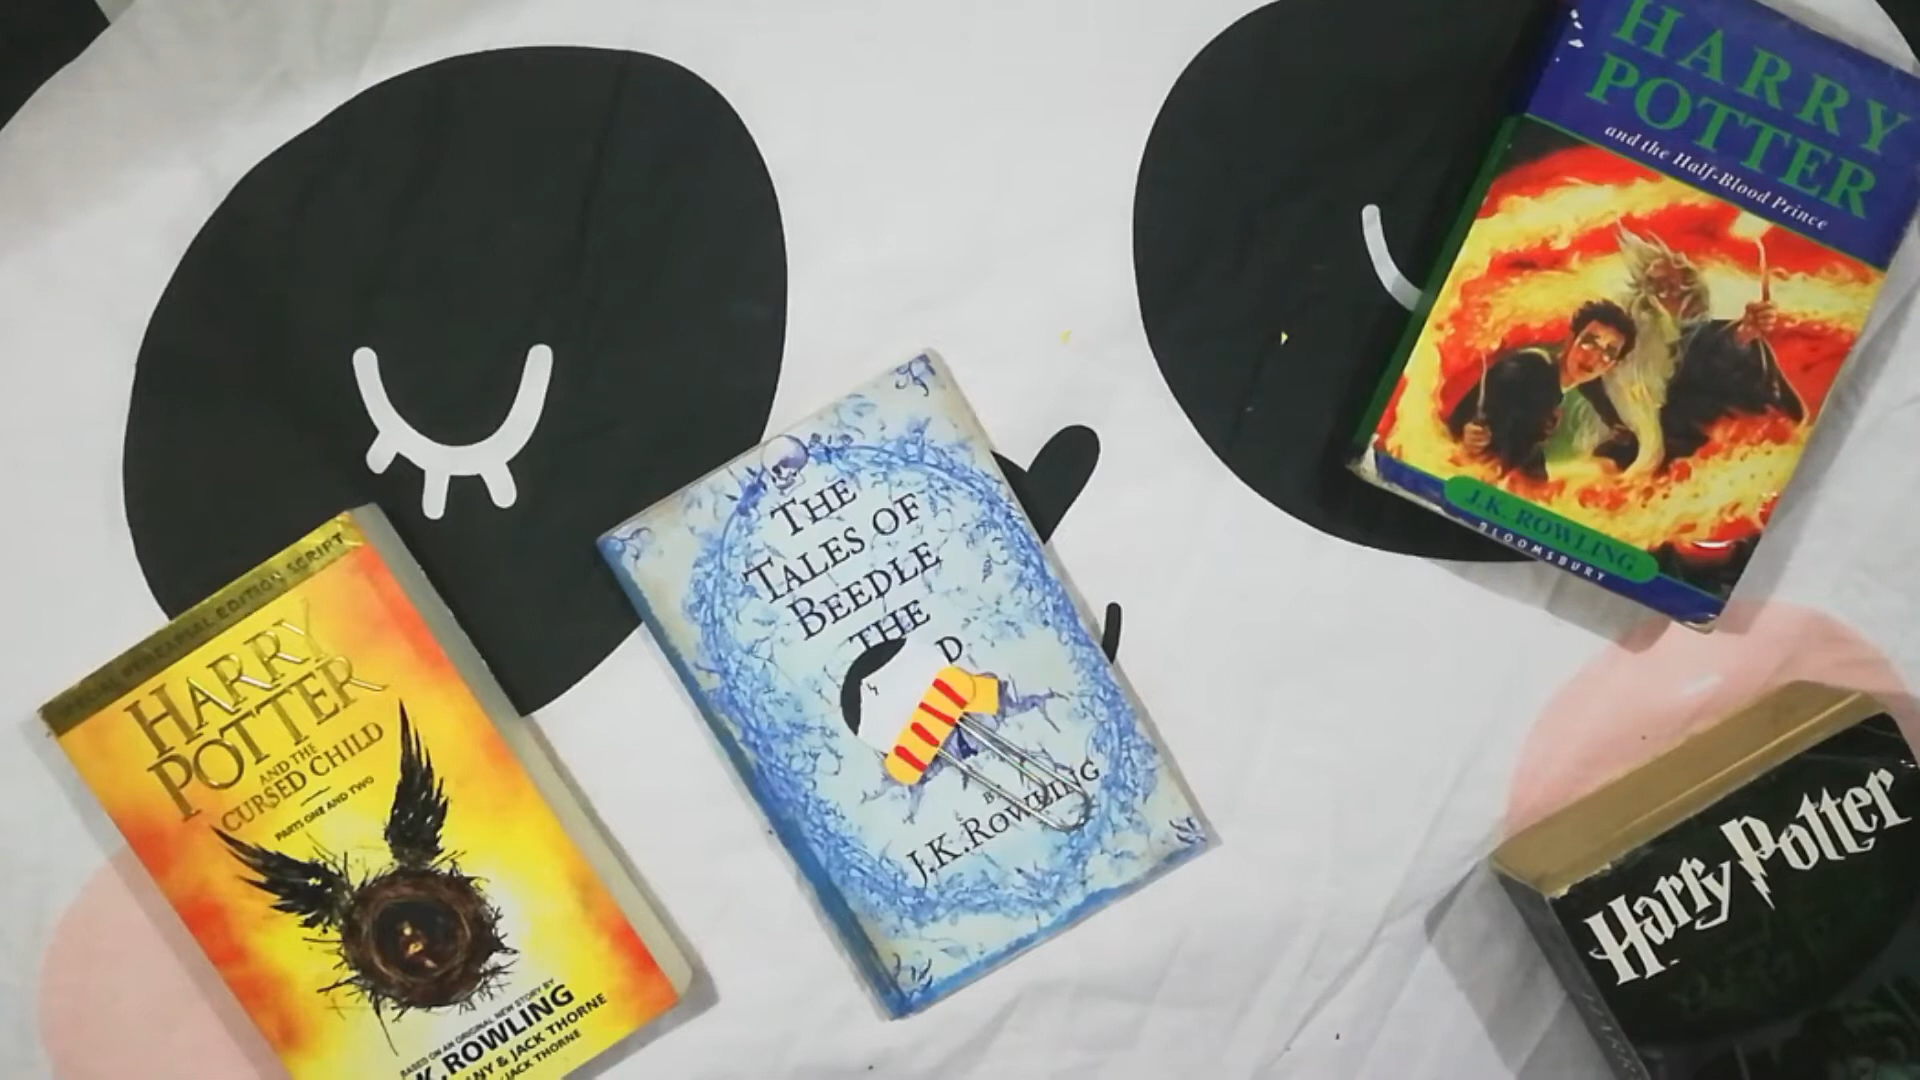 HARRY
POTTER
and the Half-Blood Prince
J.K. ROWLING
BLOOMSBURY
THE
TALES OF
BEEDLE
THE
D
BY
J.K. ROWLING
REHEARSAL EDITION SCRIPT
HARRY
POTTER
AND THE
CURSED CHILD
PARTS ONE AND TWO
BASED ON AN ORIGINAL NEW STORY BY
K. ROWLING
NY & JACK THORNE
JACK THORNE
Harry Potter